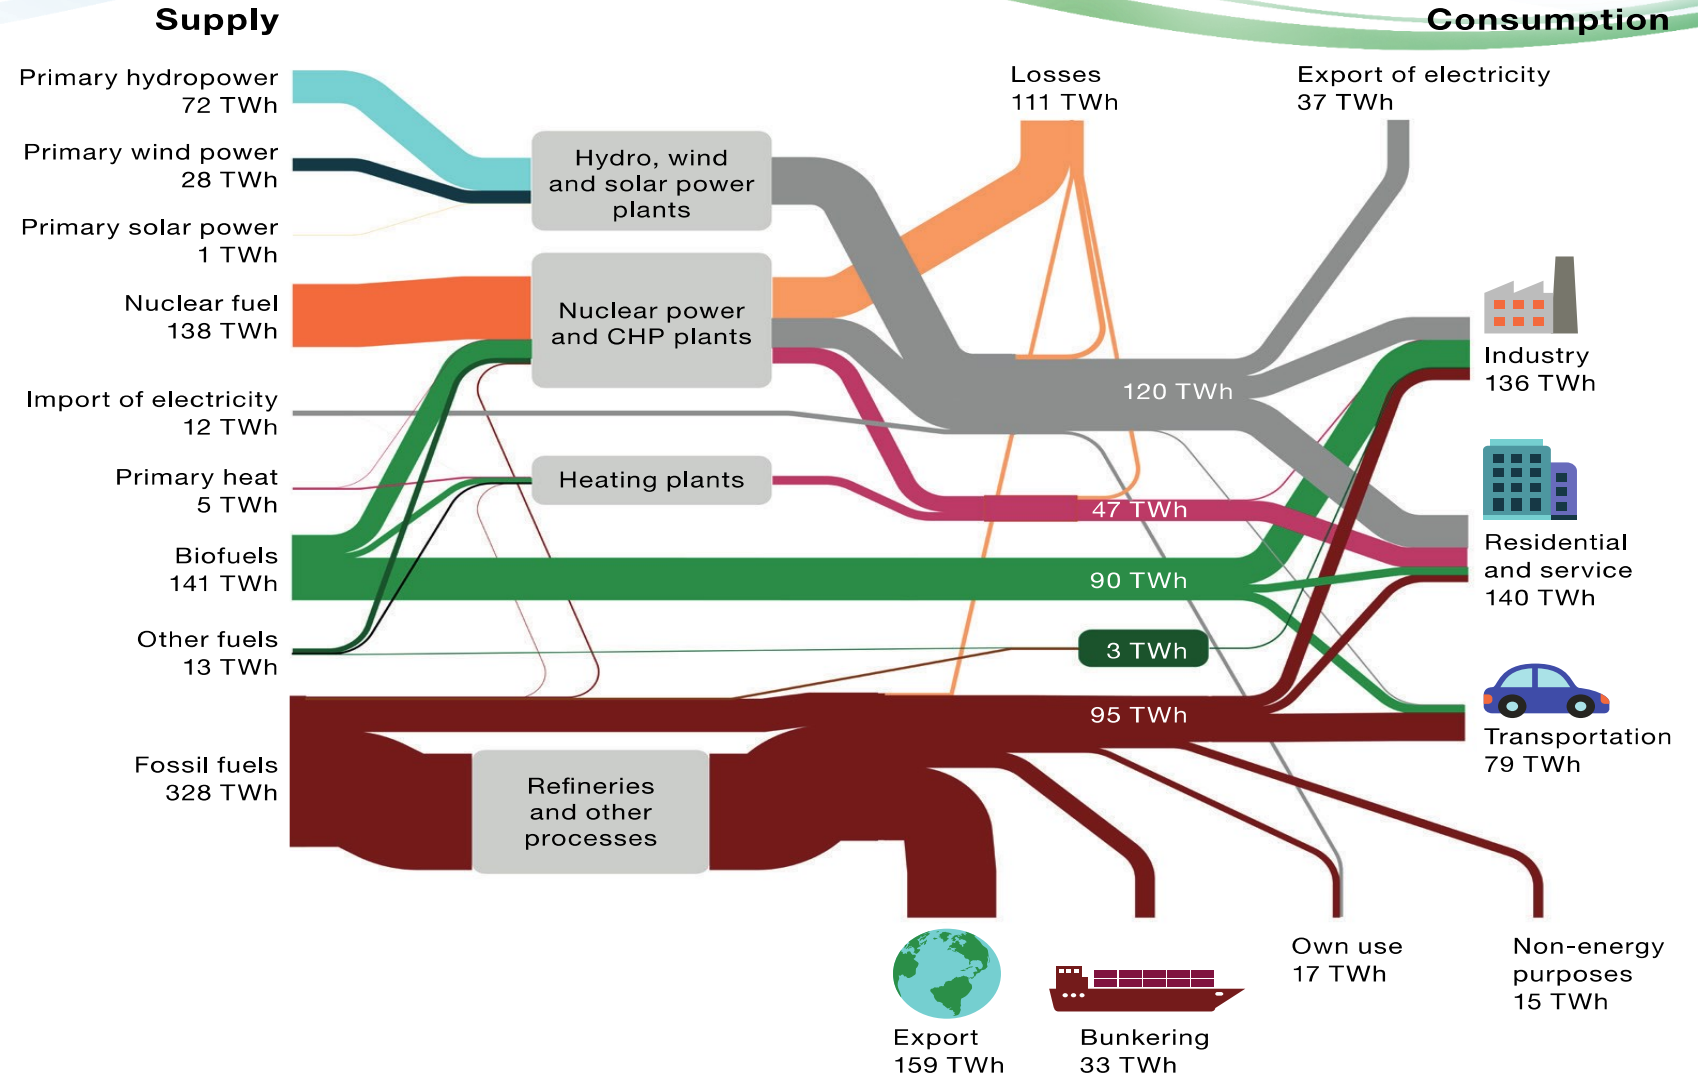 Supply
Consumption
Primary hydropower
72 TWh
Primary wind power
28 TWh
Primary solar power
1 TWh
Nuclear fuel
138 TWh
Import of electricity
12 TWh
Primary heat
5 TWh
Biofuels
141 TWh
Other fuels
13 TWh
Fossil fuels
328 TWh
Hydro, wind
and solar power
plants
Nuclear power
and CHP plants
Heating plants
Refineries
and other
processes
Losses
111 TWh
Export of electricity
37 TWh
120 TWh
47 TWh
90 TWh
3 TWh
95 TWh
Industry
136 TWh
Residential
and service
140 TWh
Transportation
79 TWh
Export
159 TWh
Bunkering
33 TWh
Own use
17 TWh
Non-energy
purposes
15 TWh